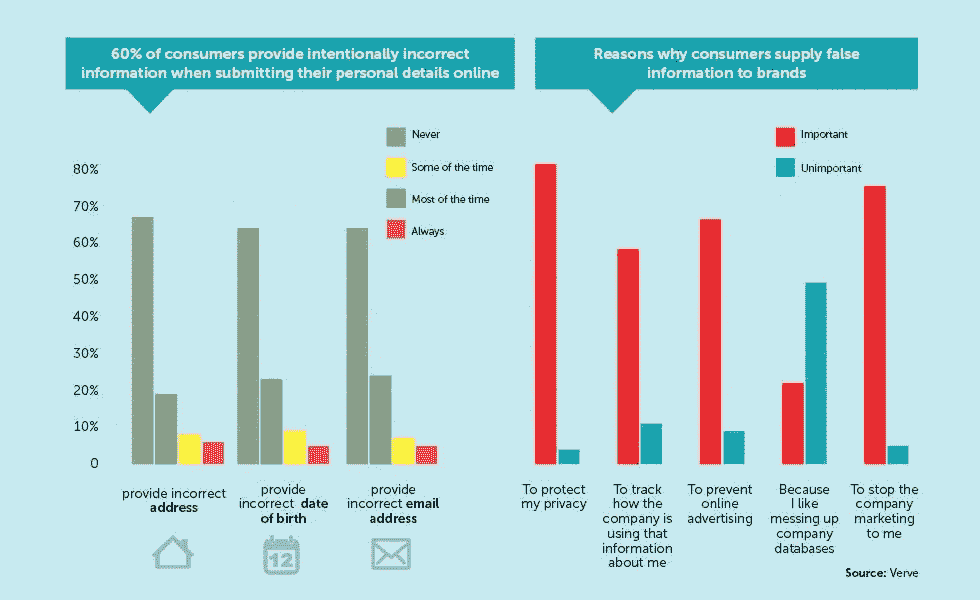 60% of consumers provide intentionally incorrect
information when submitting their personal details online
Reasons why consumers supply false
information to brands
Never
Some of the time
Most of the time
Always
80%
70%
60%
50%
40%
30%
20%
10%
0
provide incorrect
address
provide
incorrect date
of birth
provide
incorrect email
address
12
Important
Unimportant
To protect
my privacy
To track
how the
company is
using that
information
about me
To prevent
online
advertising
Because
I like
messing up
company
databases
To stop the
company
marketing
to me
Source: Verve